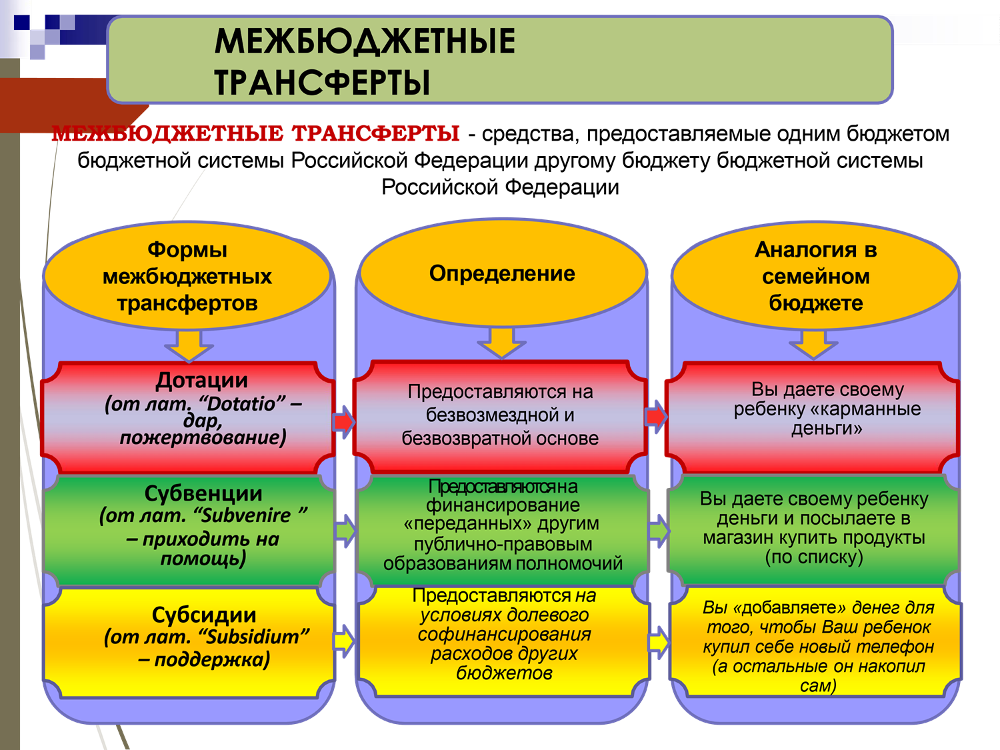 МЕЖБЮДЖЕТНЫЕ
ТРАНСФЕРТЫ
МЕЖБЮДЖЕТНЫЕ ТРАНСФЕРТЫ - средства, предоставляемые одним бюджетом
бюджетной системы Российской Федерации другому бюджету бюджетной системы
Российской Федерации
Формы
межбюджетных
трансфертов
Определение
Аналогия в
семейном
бюджете
Дотации
(от лат. “Dotatio” –
дар,
пожертвование)
Предоставляются на
безвозмездной и
безвозвратной основе
Вы даете своему
ребенку «карманные
деньги»
Субвенции
(от лат. “Subvenire ”
– приходить на
помощь)
Предоставляются на
финансирование
«переданных» другим
публично-правовым
образованиям полномочий
Вы даете своему ребенку
деньги и посылаете в
магазин купить продукты
(по списку)
Субсидии
(от лат. “Subsidium”
– поддержка)
Предоставляются на
условиях долевого
софинансирования
расходов других
бюджетов
Вы «добавляете» денег для
того, чтобы Ваш ребенок
купил себе новый телефон
(а остальные он накопил
сам)